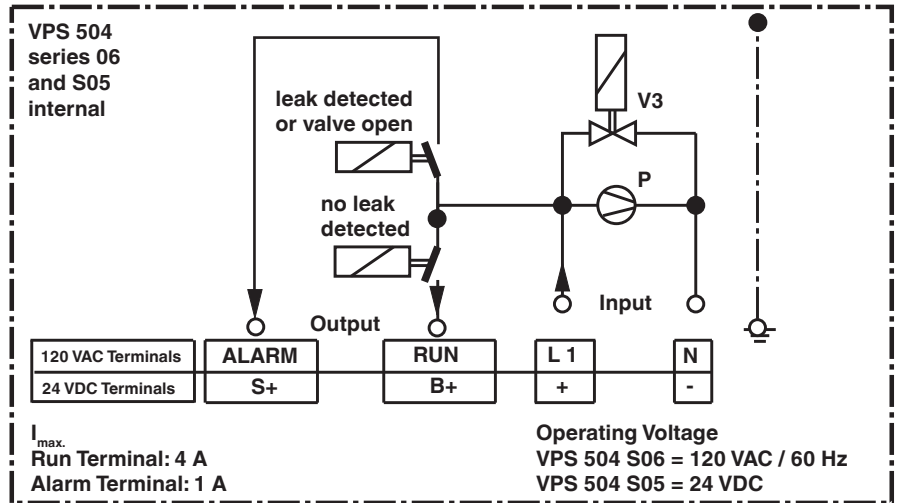 VPS 504
series 06
and S05
internal
leak detected
or valve open
V3
P
no leak
detected
Output
Input
120 VAC Terminals ALARM RUN L 1 N
24 VDC Terminals S+ B+ + -
Imax.
Run Terminal: 4 A
Alarm Terminal: 1 A
Operating Voltage
VPS 504 S06 = 120 VAC / 60 Hz
VPS 504 S05 = 24 VDC